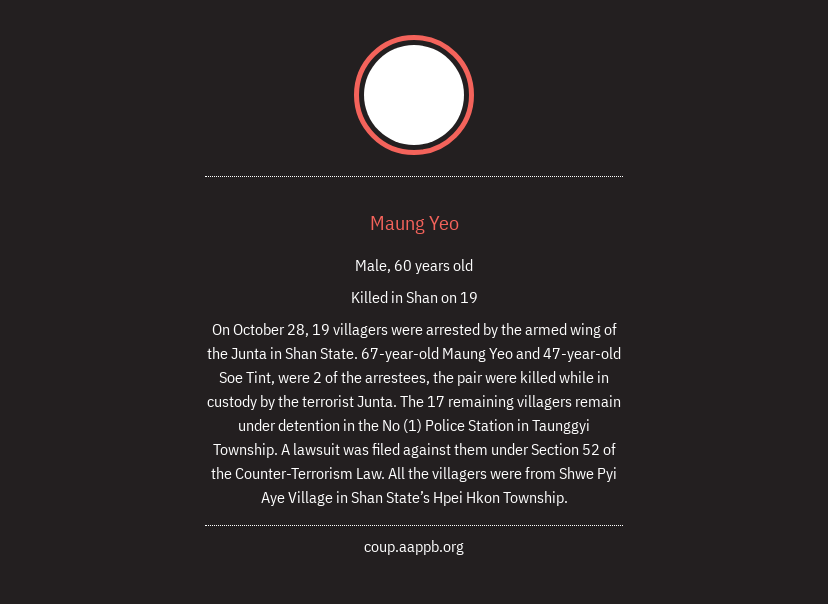 Maung Yeo
Male, 60 years old
Killed in Shan on 19
On October 28, 19 villagers were arrested by the armed wing of
the Junta in Shan State. 67-year-old Maung Yeo and 47-year-old
Soe Tint, were 2 of the arrestees, the pair were killed while in
custody by the terrorist Junta. The 17 remaining villagers remain
under detention in the No (1) Police Station in Taunggyi
Township. A lawsuit was filed against them under Section 52 of
the Counter-Terrorism Law. All the villagers were from Shwe Pyi
Aye Village in Shan State’s Hpei Hkon Township.
coup.aappb.org